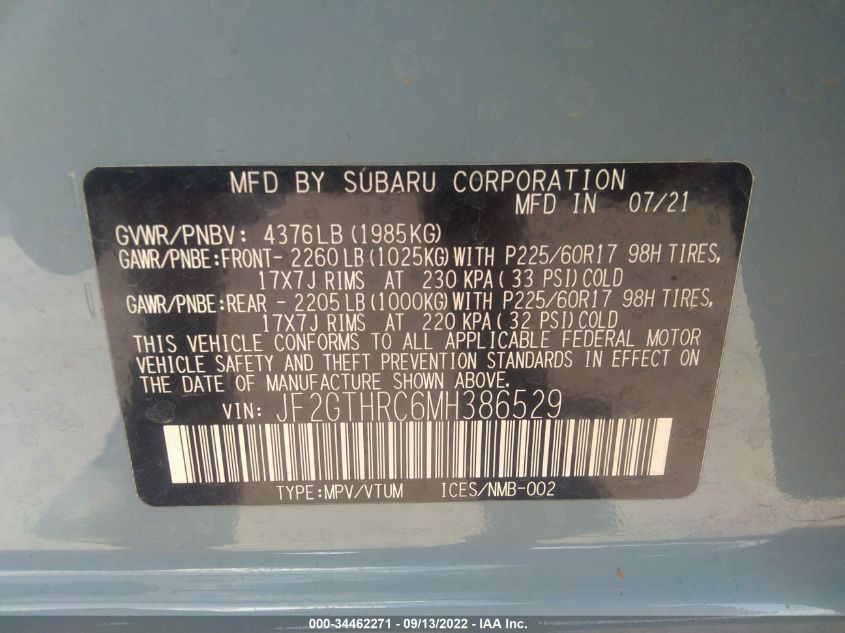 MFD BY SUBARU CORPORATION
MFD IN 07/21
GVWR/PNBV: 4376LB (1985KG)
GAWR/PNBE:FRONT- 2260 LB (1025KG)WITH P225/60R17 98H TIRES,
17X7J RIMS AT 230 KPA ( 33 PSI)COLD
GAWR/PNBE:REAR - 2205 LB (1000KG)WITH P225/60R17 98H TIRES,
17X7J RIMS AT 220 KPA ( 32 PSI)COLD
THIS VEHICLE CONFORMS TO ALL APPLICABLE FEDERAL MOTOR
VEHICLE SAFETY AND THEFT PREVENTION STANDARDS IN EFFECT ON
THE DATE OF MANUFACTURE SHOWN ABOVE.
VIN: JF2GTHRC6MH386529
TYPE:MPV/VTUM ICES/NMB-002
000-34462271 - 09/13/2022 - IAA Inc.